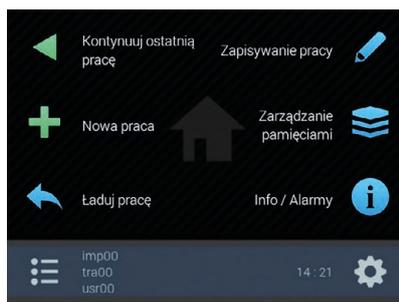 Kontynuuj ostatnią
pracę
Zapisywanie pracy
Nowa praca
Zarządzanie
pamięciami
Ładuj pracę
Info / Alarmy
imp00
tra00
usr00
14:21